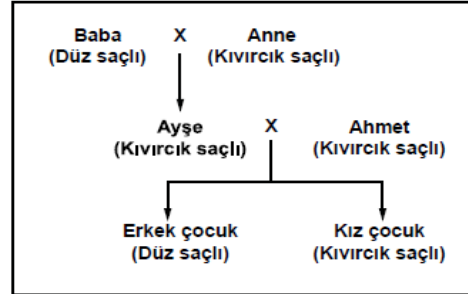 Baba X Anne
(Düz saçlı) (Kıvırcık saçlı)
Ayşe X Ahmet
(Kıvırcık saçlı) (Kıvırcık saçlı)
Erkek çocuk Kız çocuk
(Düz saçlı) (Kıvırcık saçlı)